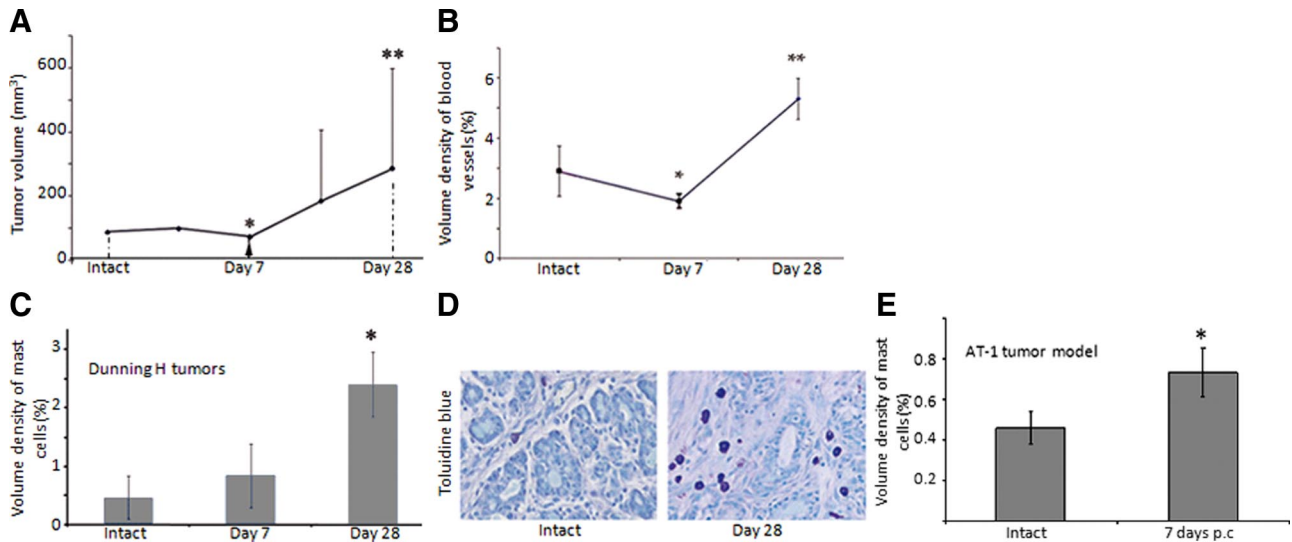 A
Tumor volume (mm³)
600
400
200
0
*
**
Intact
Day 7
Day 28
B
Volume density of blood
vessels (%)
6
4
2
0
*
**
Intact
Day 7
Day 28
C
Volume density of mast
cells (%)
3
2
1
0
Dunning H tumors
*
Intact
Day 7
Day 28
D
Toluidine blue
Intact
Day 28
E
Volume density of mast
cells (%)
0.8
0.6
0.4
0.2
AT-1 tumor model
*
Intact
7 days p.c